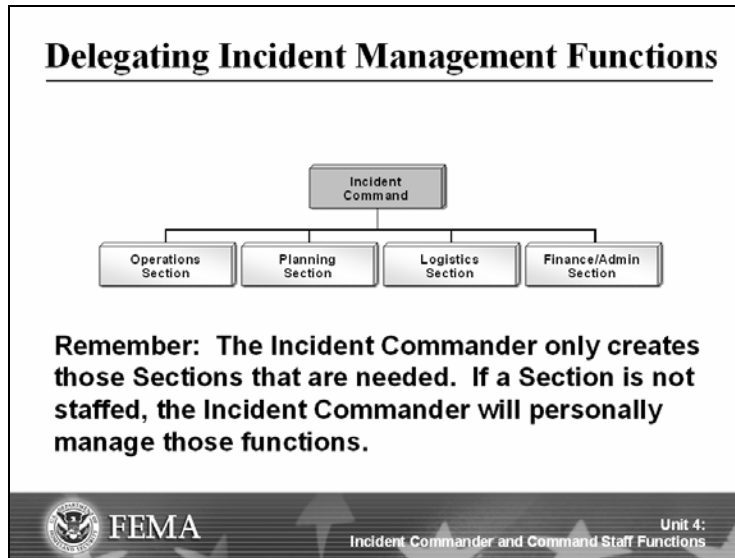 Delegating Incident Management Functions
Incident
Command
Operations
Section
Planning
Section
Logistics
Section
Finance/Admin
Section
Remember: The Incident Commander only creates
those Sections that are needed. If a Section is not
staffed, the Incident Commander will personally
manage those functions.
FEMA
Unit 4:
Incident Commander and Command Staff Functions